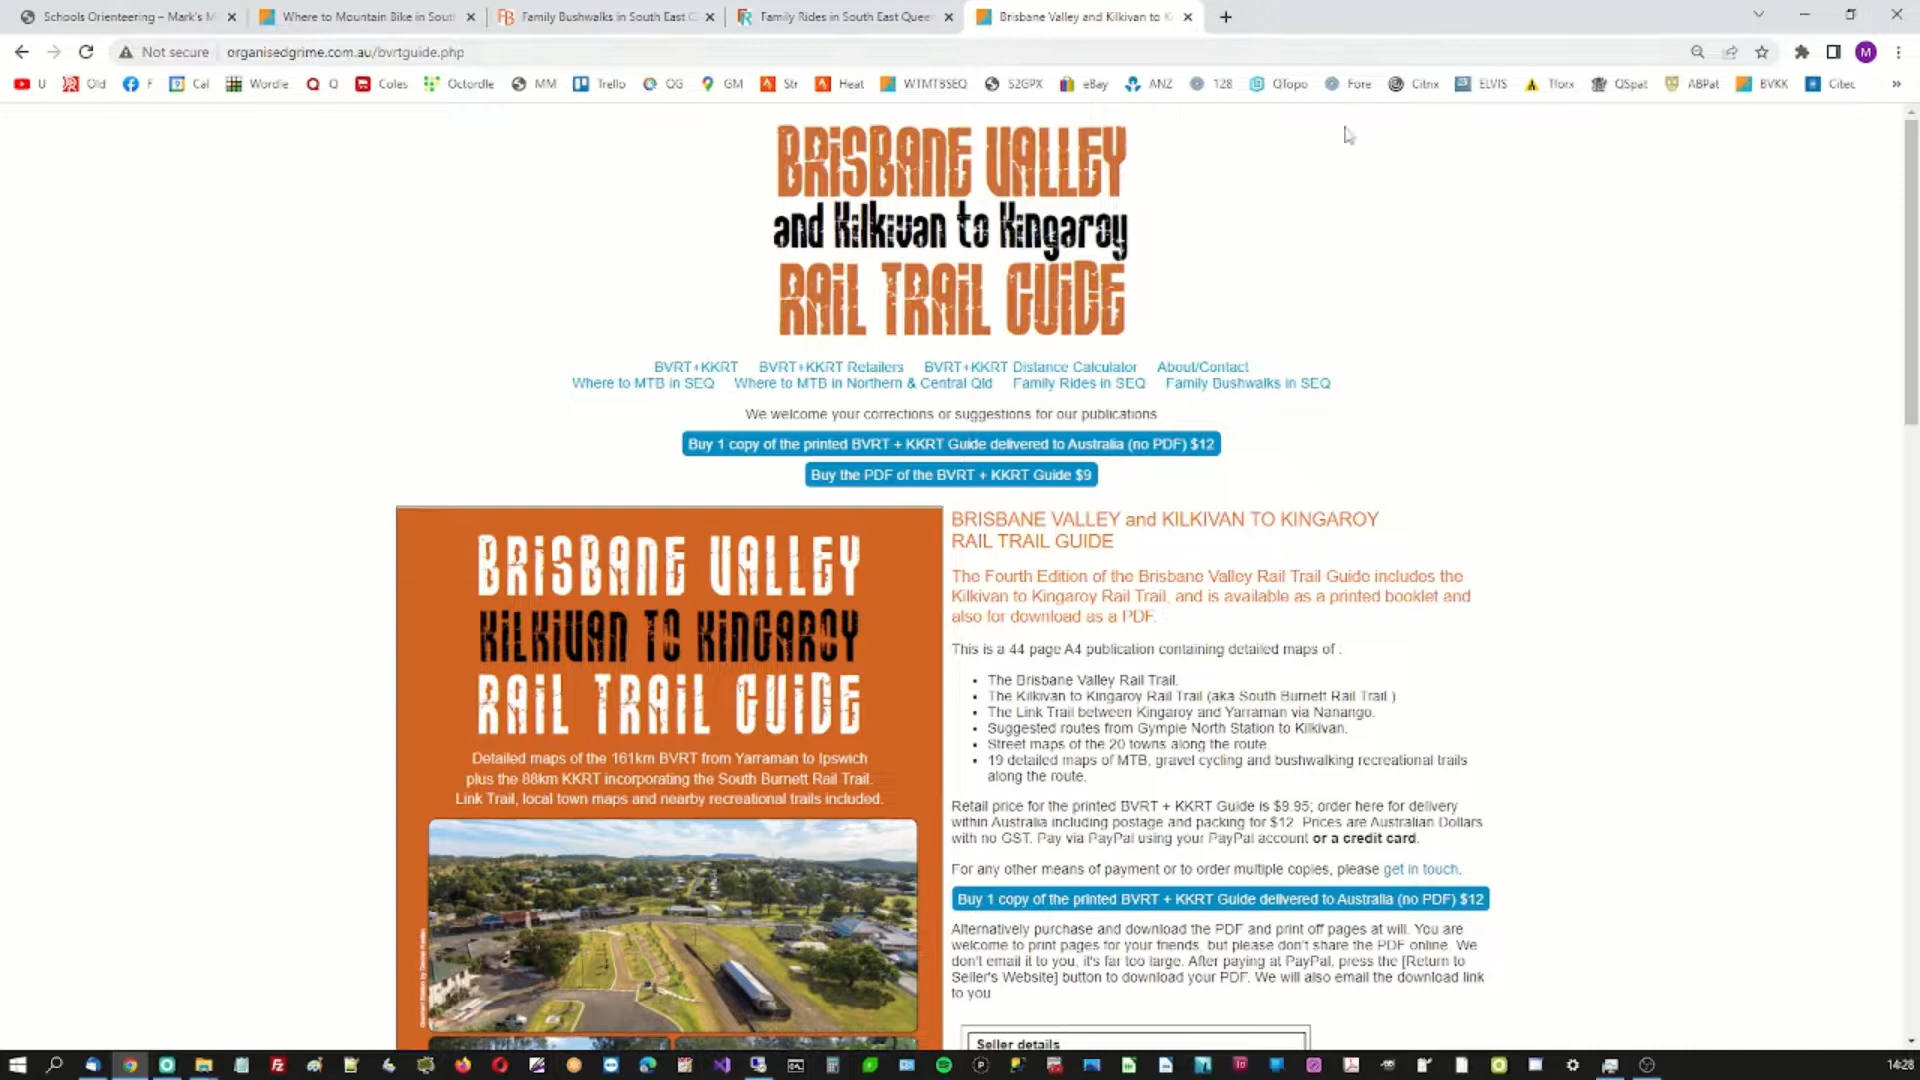 Schools Orienteering – Mark's M
Where to Mountain Bike in Sout
Family Bushwalks in South East
Family Rides in South East Quee
Brisbane Valley and Kilkivan to K
Not secure organisedgrime.com.au/bvrtguide.php
M
U Qld F Cal Wordle Q Coles Octordle MM Trello QG GM Str Heat WTMTBSEQ S2GPX eBay ANZ 128 QTopo Fore Citrix ELVIS Tforx QSpat ABPat BVKK Citec
BRISBANE VALLEY
and Kilkivan to Kingaroy
RAIL TRAIL GUIDE
BVRT+KKRT BVRT+KKRT Retailers BVRT+KKRT Distance Calculator About/Contact
Where to MTB in SEQ Where to MTB in Northern & Central Qld Family Rides in SEQ Family Bushwalks in SEQ
We welcome your corrections or suggestions for our publications
Buy 1 copy of the printed BVRT + KKRT Guide delivered to Australia (no PDF) $12
Buy the PDF of the BVRT + KKRT Guide $9
BRISBANE VALLEY
KILKIVAN TO KINGAROY
RAIL TRAIL GUIDE
Detailed maps of the 161km BVRT from Yarraman to Ipswich
plus the 88km KKRT incorporating the South Burnett Rail Trail.
Link Trail, local town maps and nearby recreational trails included.
BRISBANE VALLEY and KILKIVAN TO KINGAROY
RAIL TRAIL GUIDE
The Fourth Edition of the Brisbane Valley Rail Trail Guide includes the
Kilkivan to Kingaroy Rail Trail, and is available as a printed booklet and
also for download as a PDF.
This is a 44 page A4 publication containing detailed maps of .
• The Brisbane Valley Rail Trail.
• The Kilkivan to Kingaroy Rail Trail (aka South Burnett Rail Trail.)
• The Link Trail between Kingaroy and Yarraman via Nanango.
• Suggested routes from Gympie North Station to Kilkivan.
• Street maps of the 20 towns along the route.
• 19 detailed maps of MTB, gravel cycling and bushwalking recreational trails
along the route.
Retail price for the printed BVRT + KKRT Guide is $9.95; order here for delivery
within Australia including postage and packing for $12. Prices are Australian Dollars
with no GST. Pay via PayPal using your PayPal account or a credit card.
For any other means of payment or to order multiple copies, please get in touch.
Buy 1 copy of the printed BVRT + KKRT Guide delivered to Australia (no PDF) $12
Alternatively purchase and download the PDF and print off pages at will. You are
welcome to print pages for your friends, but please don't share the PDF online. We
don't email it to you, it's far too large. After paying at PayPal, press the [Return to
Seller's Website] button to download your PDF. We will also email the download link
to you
Seller details
14:28